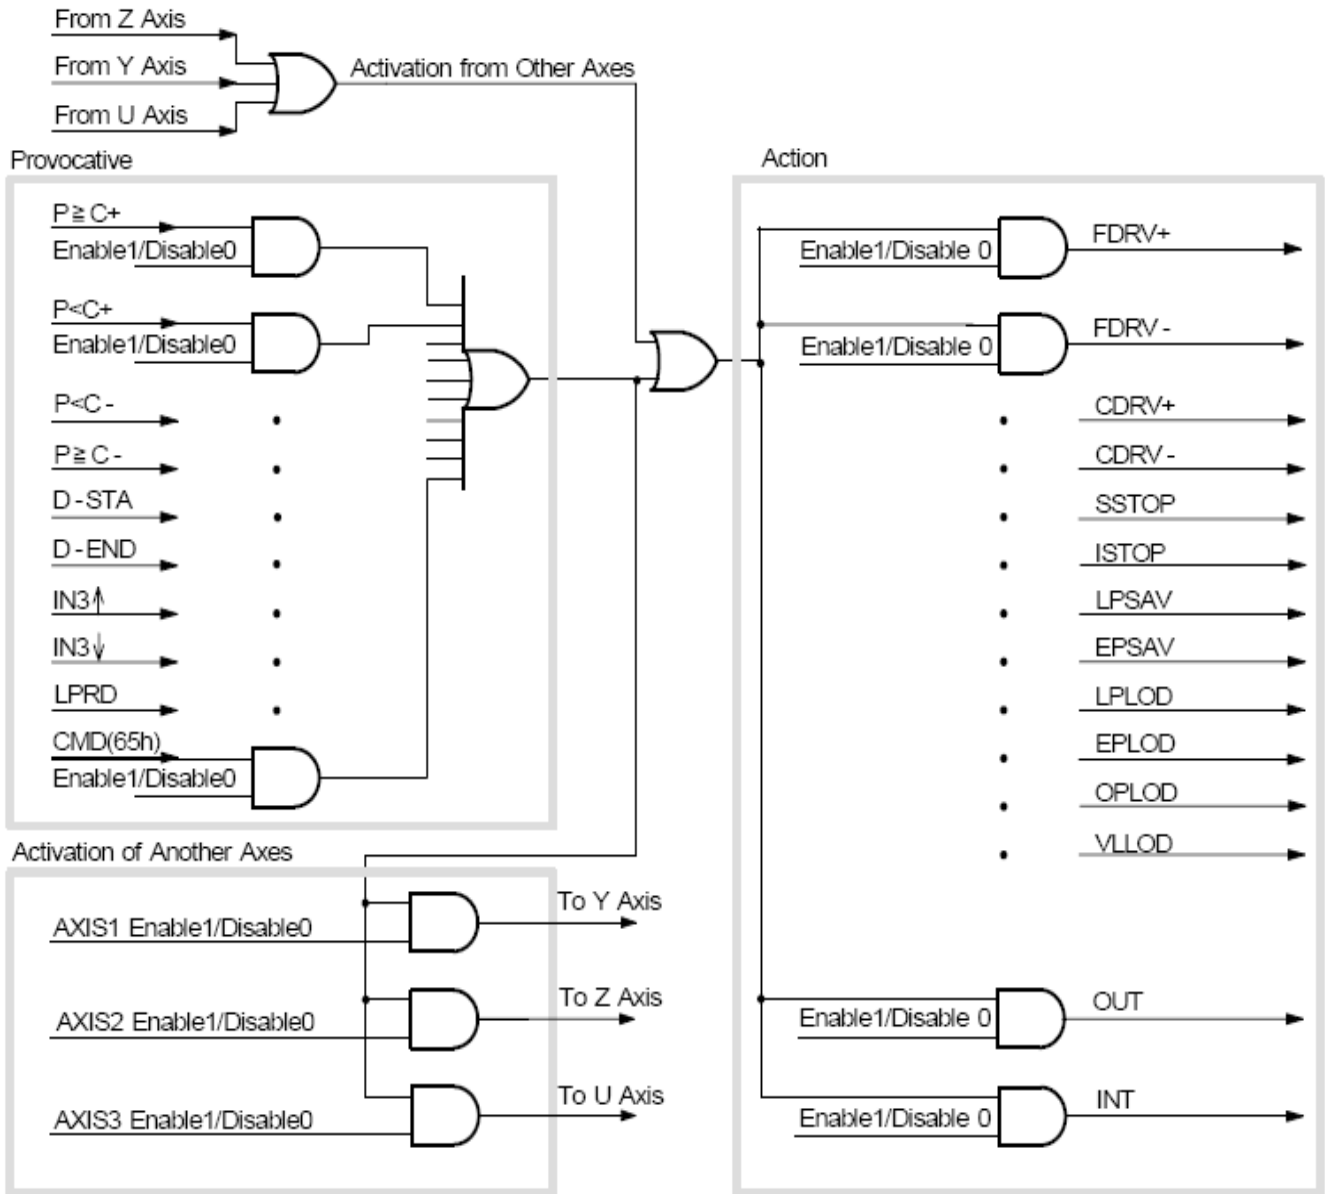 From Z Axis
From Y Axis
Activation from Other Axes
From U Axis
Provocative
P≧C+
Enable1/Disable0
P<C+
Enable1/Disable0
P<C-
P≧C-
D-STA
D-END
IN3↑
IN3↓
LPRD
CMD(65h)
Enable1/Disable0
Activation of Another Axes
To Y Axis
AXIS1 Enable1/Disable0
To Z Axis
AXIS2 Enable1/Disable0
To U Axis
AXIS3 Enable1/Disable0
Action
FDRV+
Enable1/Disable 0
FDRV-
Enable1/Disable 0
CDRV+
CDRV-
SSTOP
ISTOP
LPSAV
EPSAV
LPLOD
EPLOD
OPLOD
VLLOD
OUT
Enable1/Disable 0
INT
Enable1/Disable 0